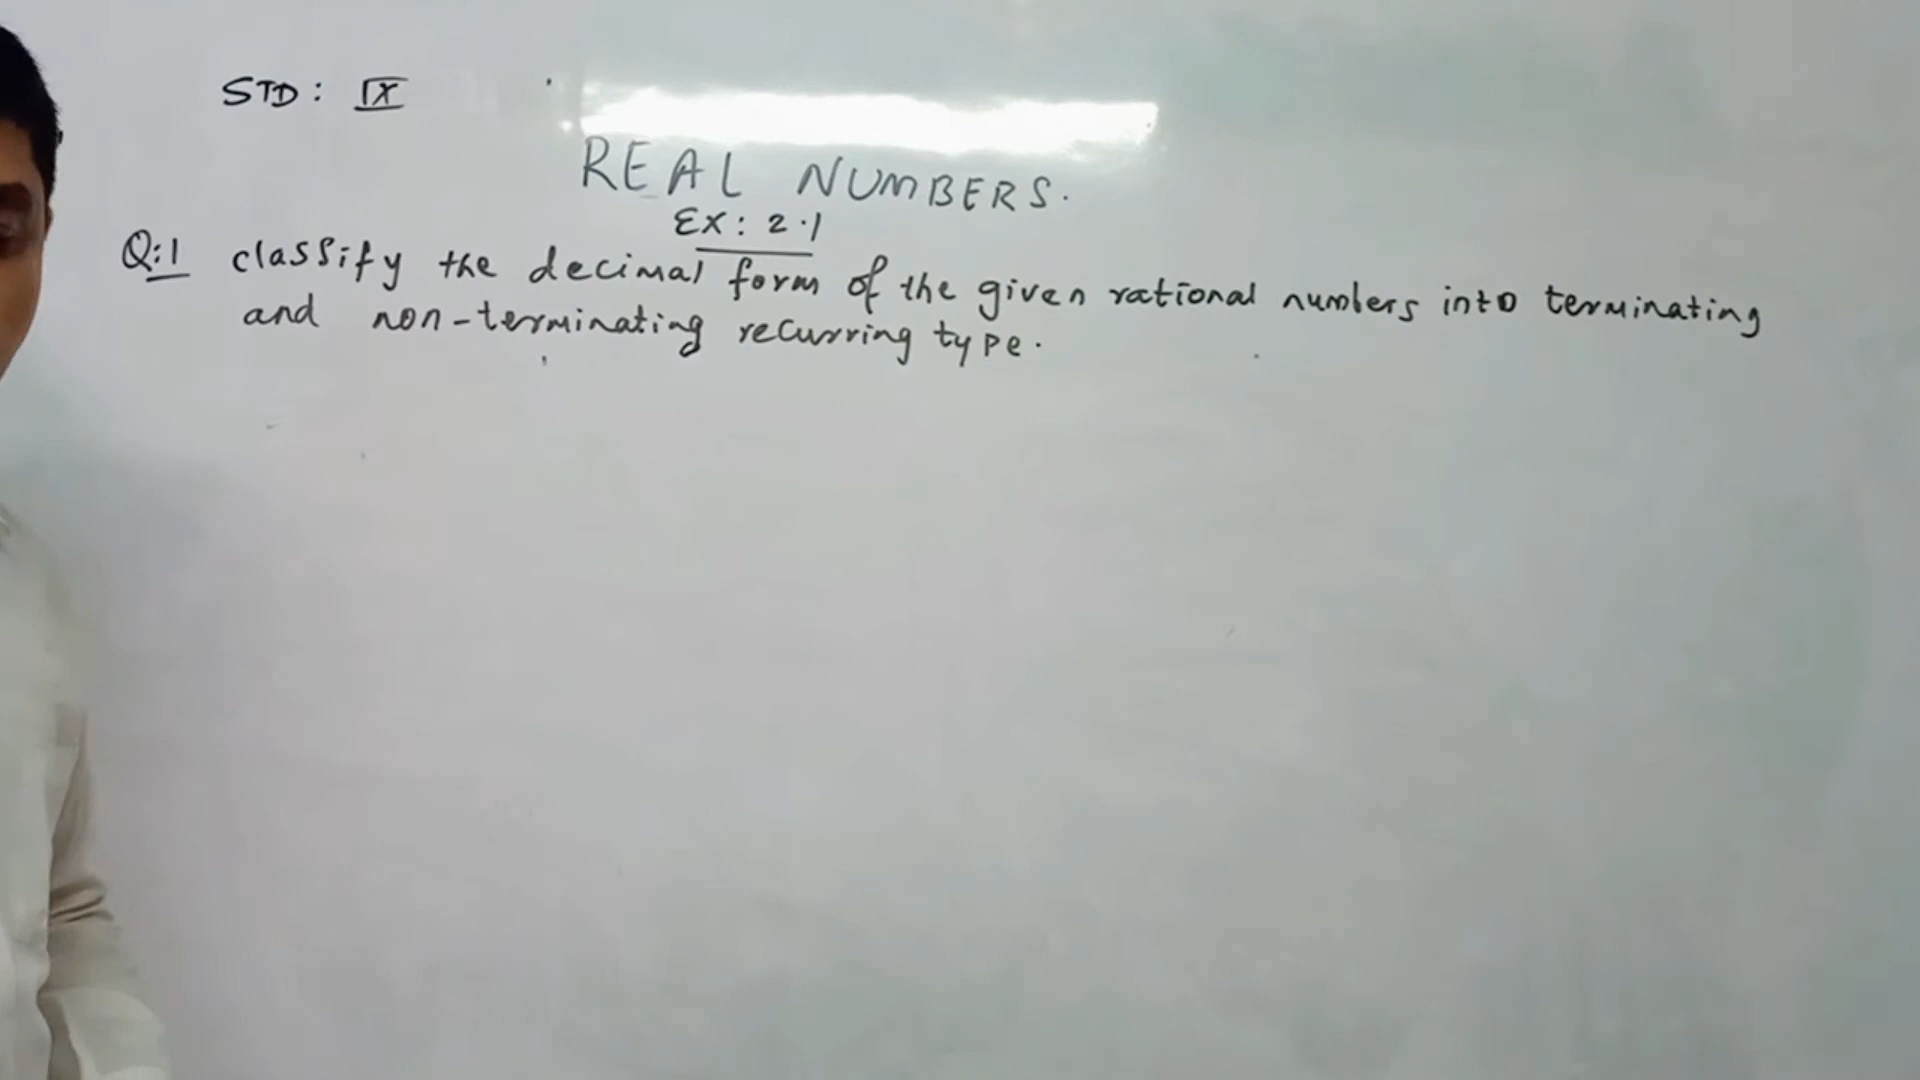 STD: IX
REAL NUMBERS.
EX: 2.1
Q:1 classify the decimal form of the given rational numbers into terminating
and non-terminating recurring type.